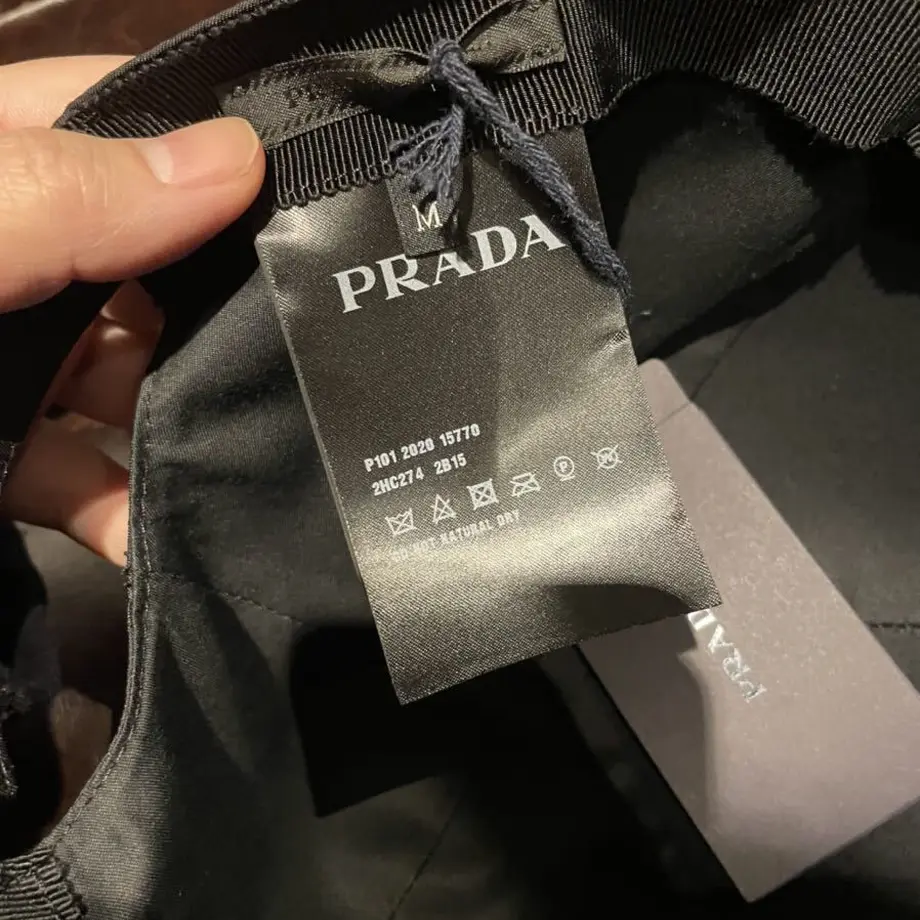 M
PRADA
P101 2020 15770
2HC274 2B15
DO NOT NATURAL DRY
PRADA